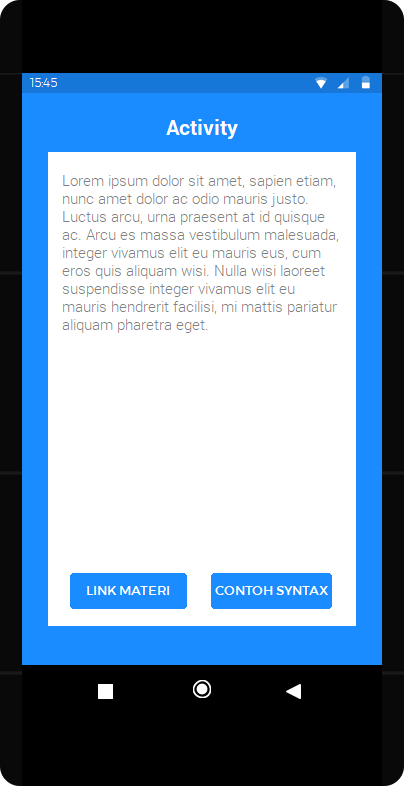 15:45
Activity
Lorem ipsum dolor sit amet, sapien etiam,
nunc amet dolor ac odio mauris justo.
Luctus arcu, urna praesent at id quisque
ac. Arcu es massa vestibulum malesuada,
integer vivamus elit eu mauris eus, cum
eros quis aliquam wisi. Nulla wisi laoreet
suspendisse integer vivamus elit eu
mauris hendrerit facilisi, mi mattis pariatur
aliquam pharetra eget.
LINK MATERI
CONTOH SYNTAX